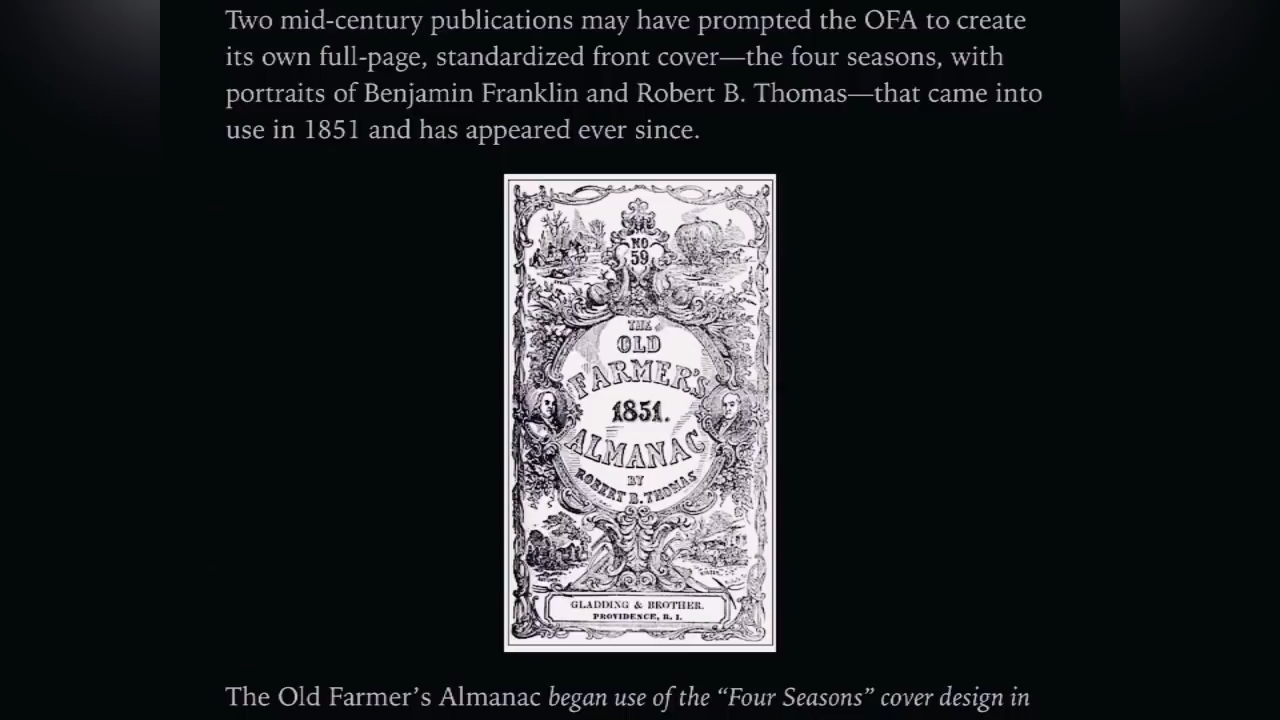 Two mid-century publications may have prompted the OFA to create
its own full-page, standardized front cover—the four seasons, with
portraits of Benjamin Franklin and Robert B. Thomas—that came into
use in 1851 and has appeared ever since.
NO
59
THE
OLD
FARMER'S
1851.
ALMANAC
BY
ROBERT B. THOMAS
GLADDING & BROTHER.
PROVIDENCE, R. I.
The Old Farmer’s Almanac began use of the “Four Seasons” cover design in